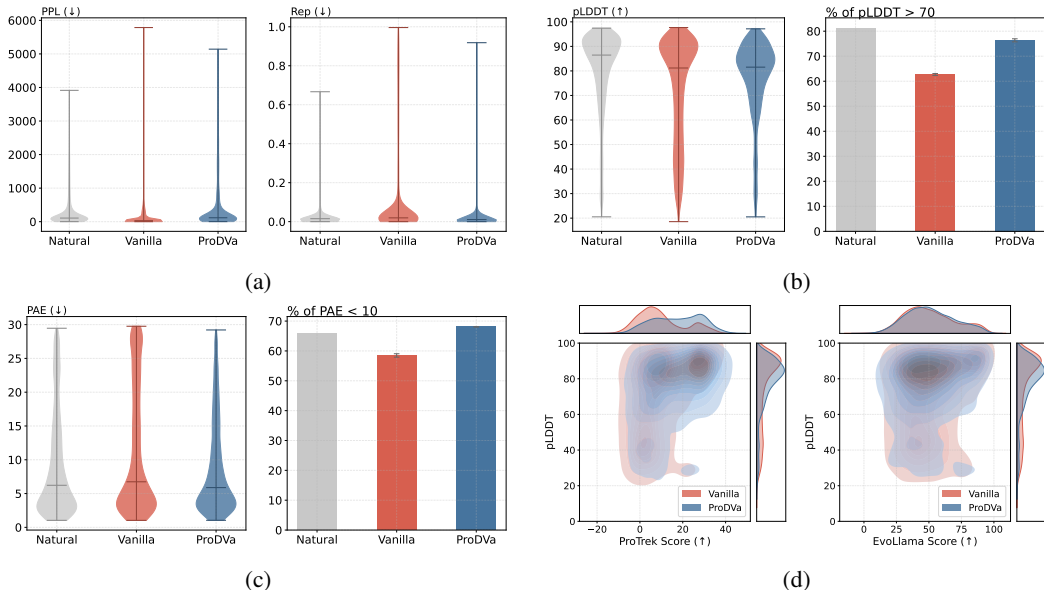 PPL (↓)
6000
5000
4000
3000
2000
1000
0
Natural Vanilla ProDVa
Rep (↓)
1.0
0.8
0.6
0.4
0.2
0.0
Natural Vanilla ProDVa
(a)
pLDDT (↑)
100
90
80
70
60
50
40
30
20
Natural Vanilla ProDVa
% of pLDDT > 70
80
70
60
50
40
30
20
10
0
Natural Vanilla ProDVa
(b)
PAE (↓)
30
25
20
15
10
5
0
Natural Vanilla ProDVa
% of PAE < 10
70
60
50
40
30
20
10
0
Natural Vanilla ProDVa
(c)
pLDDT
100
80
60
40
20
0
Vanilla
ProDVa
−20 0 20 40
ProTrek Score (↑)
pLDDT
100
80
60
40
20
0
Vanilla
ProDVa
0 25 50 75 100
EvoLlama Score (↑)
(d)